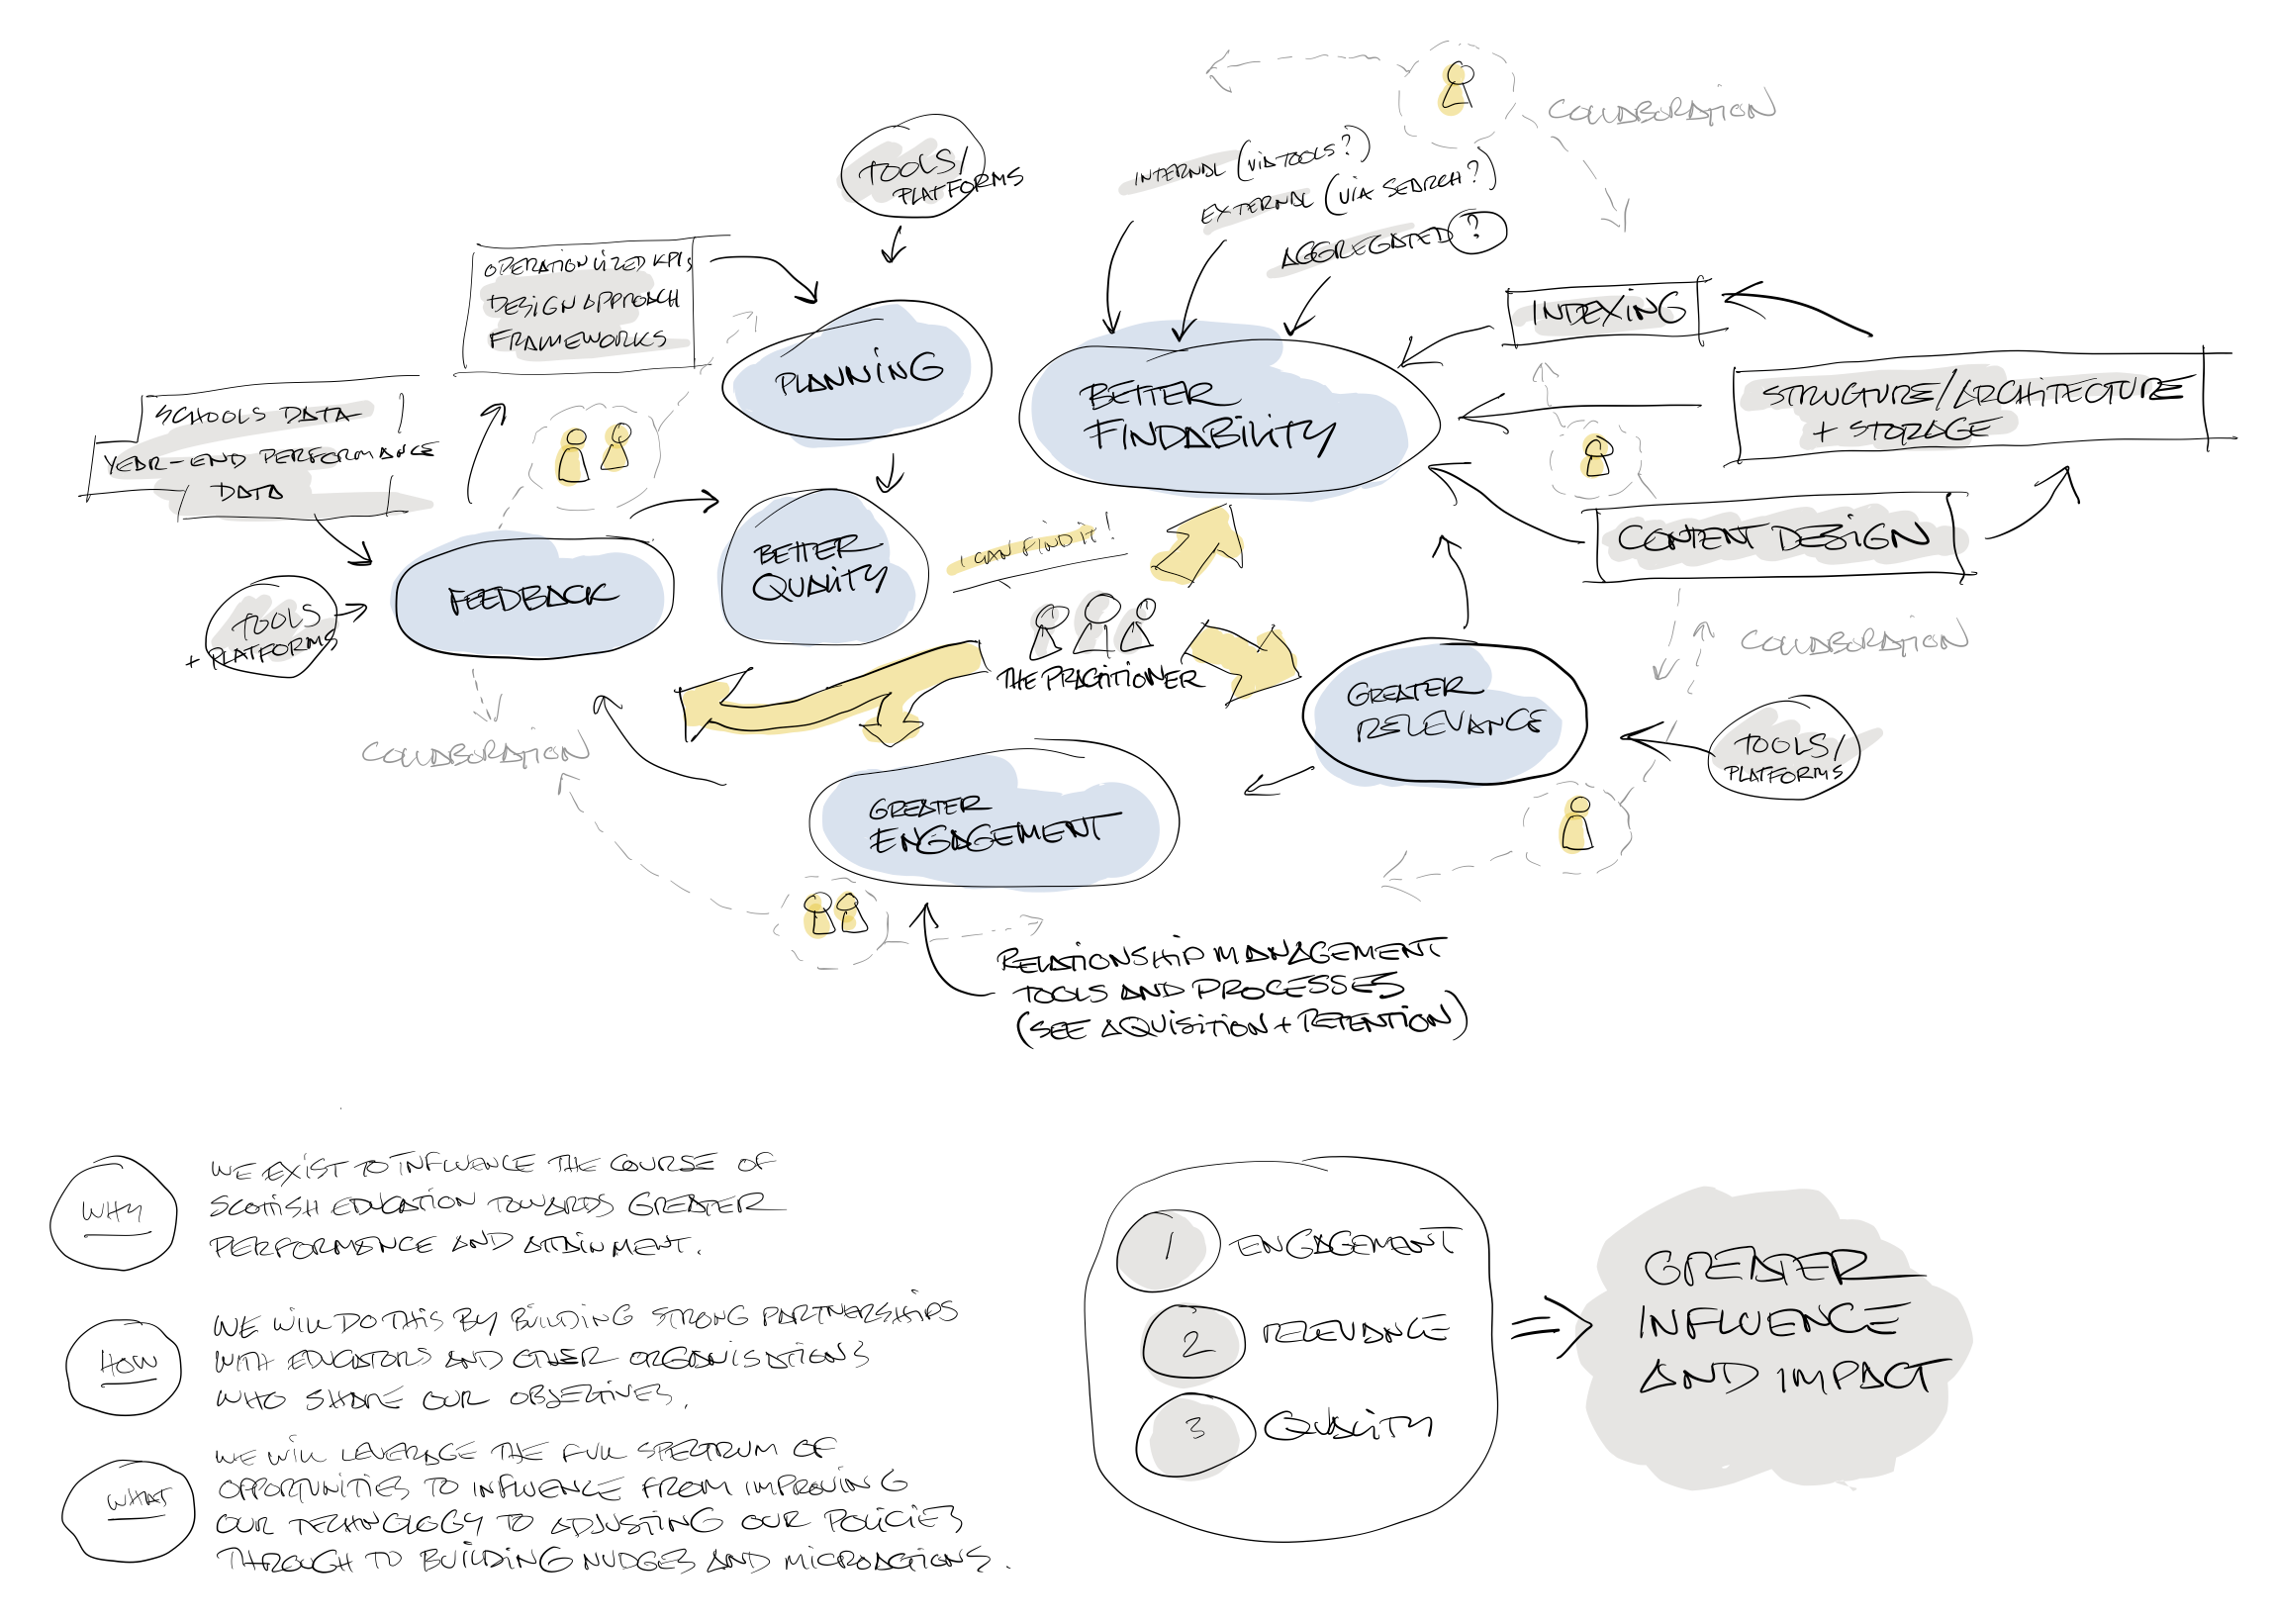 COLLABORATION
TOOLS/
PLATFORMS
INTERNAL (VIA TOOLS?)
EXTERNAL (VIA SEARCH?)
AGGREGATED ?
OPERATIONALIZED KPIs
DESIGN APPROACH
FRAMEWORKS
INDEXING
PLANNING
BETTER
FINDABILITY
STRUCTURE/ARCHITECTURE
+ STORAGE
SCHOOLS DATA
YEAR-END PERFORMANCE
DATA
CONTENT DESIGN
I CAN FIND IT!
BETTER
QUALITY
FEEDBACK
TOOLS
+ PLATFORMS
THE PRACTITIONER
COLLABORATION
GREATER
RELEVANCE
TOOLS/
PLATFORMS
COLLABORATION
GREATER
ENGAGEMENT
RELATIONSHIP MANAGEMENT
TOOLS AND PROCESSES
(SEE AQUISITION + RETENTION)
WHY
WE EXIST TO INFLUENCE THE COURSE OF
SCOTTISH EDUCATION TOWARDS GREATER
PERFORMANCE AND ATTAINMENT.
HOW
WE WILL DO THIS BY BUILDING STRONG PARTNERSHIPS
WITH EDUCATORS AND OTHER ORGANISATIONS
WHO SHARE OUR OBJECTIVES.
WHAT
WE WILL LEVERAGE THE FULL SPECTRUM OF
OPPORTUNITIES TO INFLUENCE FROM IMPROVING
OUR TECHNOLOGY TO ADJUSTING OUR POLICIES
THROUGH TO BUILDING NUDGES AND MICROACTIONS.
1 ENGAGEMENT
2 RELEVANCE
3 QUALITY
=>
GREATER
INFLUENCE
AND IMPACT